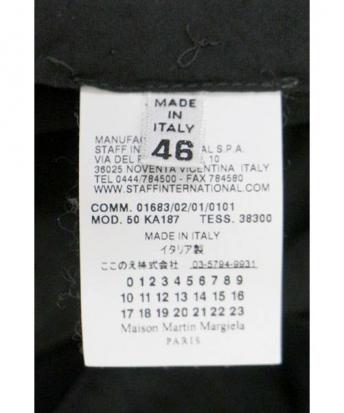 MADE
IN
ITALY
46
MANUFAC
STAFF INTE AL S.P.A.
VIA DEL , 10
36025 NOVENTA VICENTINA ITALY
TEL 0444/784500 - FAX 784580
WWW.STAFFINTERNATIONAL.COM
COMM. 01683/02/01/0101
MOD. 50 KA187 TESS. 38300
MADE IN ITALY
イタリア製
ここのえ株式会社 03-5794-9931
0 1 2 3 4 5 6 7 8 9
10 11 12 13 14 15 16
17 18 19 20 21 22 23
Maison Martin Margiela
PARIS